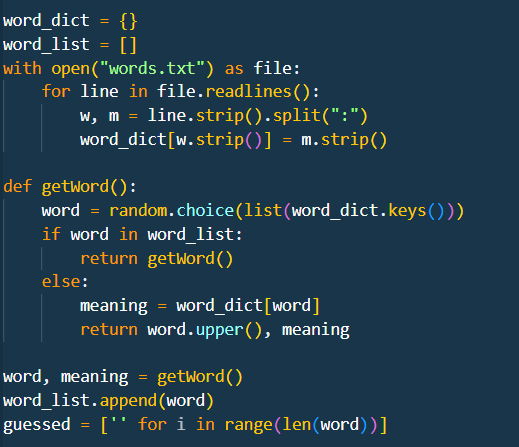 word_dict = {}
word_list = []
with open("words.txt") as file:
    for line in file.readlines():
        w, m = line.strip().split(":")
        word_dict[w.strip()] = m.strip()

def getWord():
    word = random.choice(list(word_dict.keys()))
    if word in word_list:
        return getWord()
    else:
        meaning = word_dict[word]
        return word.upper(), meaning

word, meaning = getWord()
word_list.append(word)
guessed = ['' for i in range(len(word))]